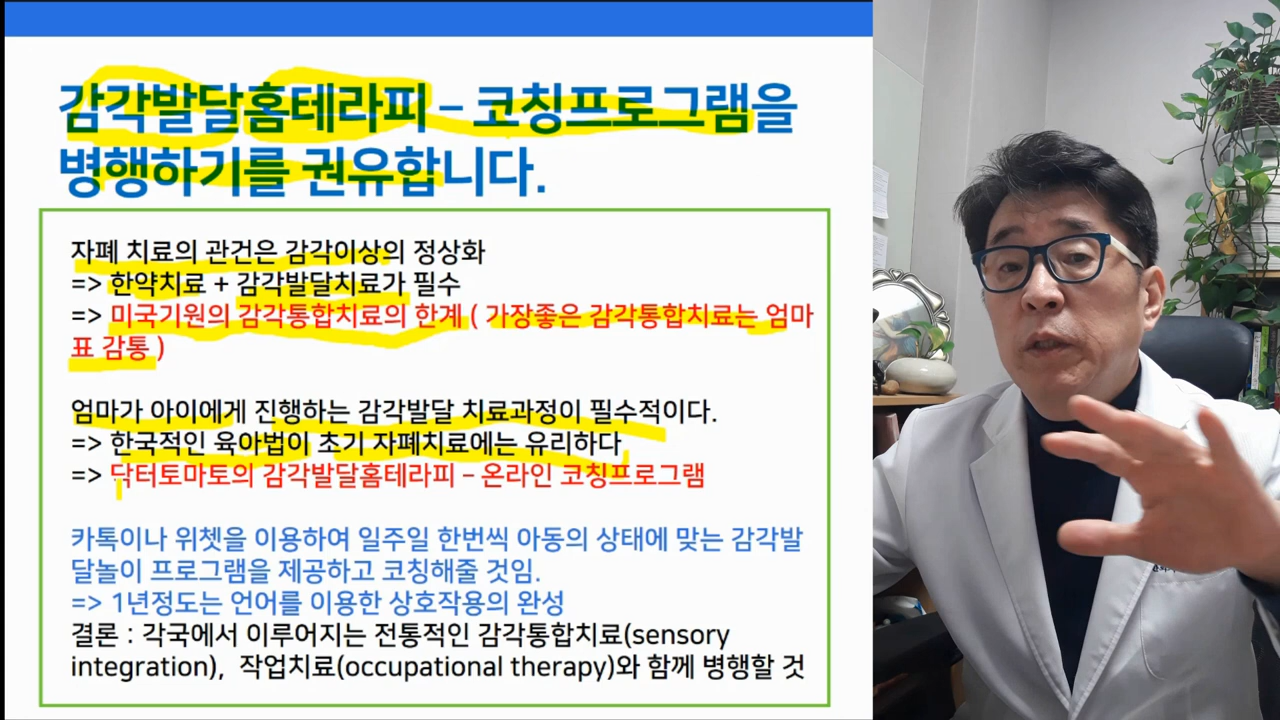 감각발달홈테라피 – 코칭프로그램을
병행하기를 권유합니다.
자폐 치료의 관건은 감각이상의 정상화
=> 한약치료 + 감각발달치료가 필수
=> 미국기원의 감각통합치료의 한계 ( 가장좋은 감각통합치료는 엄마
표 감통 )
엄마가 아이에게 진행하는 감각발달 치료과정이 필수적이다.
=> 한국적인 육아법이 초기 자폐치료에는 유리하다
=> 닥터토마토의 감각발달홈테라피 – 온라인 코칭프로그램
카톡이나 위쳇을 이용하여 일주일 한번씩 아동의 상태에 맞는 감각발
달놀이 프로그램을 제공하고 코칭해줄 것임.
=> 1년정도는 언어를 이용한 상호작용의 완성
결론 : 각국에서 이루어지는 전통적인 감각통합치료(sensory
integration), 작업치료(occupational therapy)와 함께 병행할 것